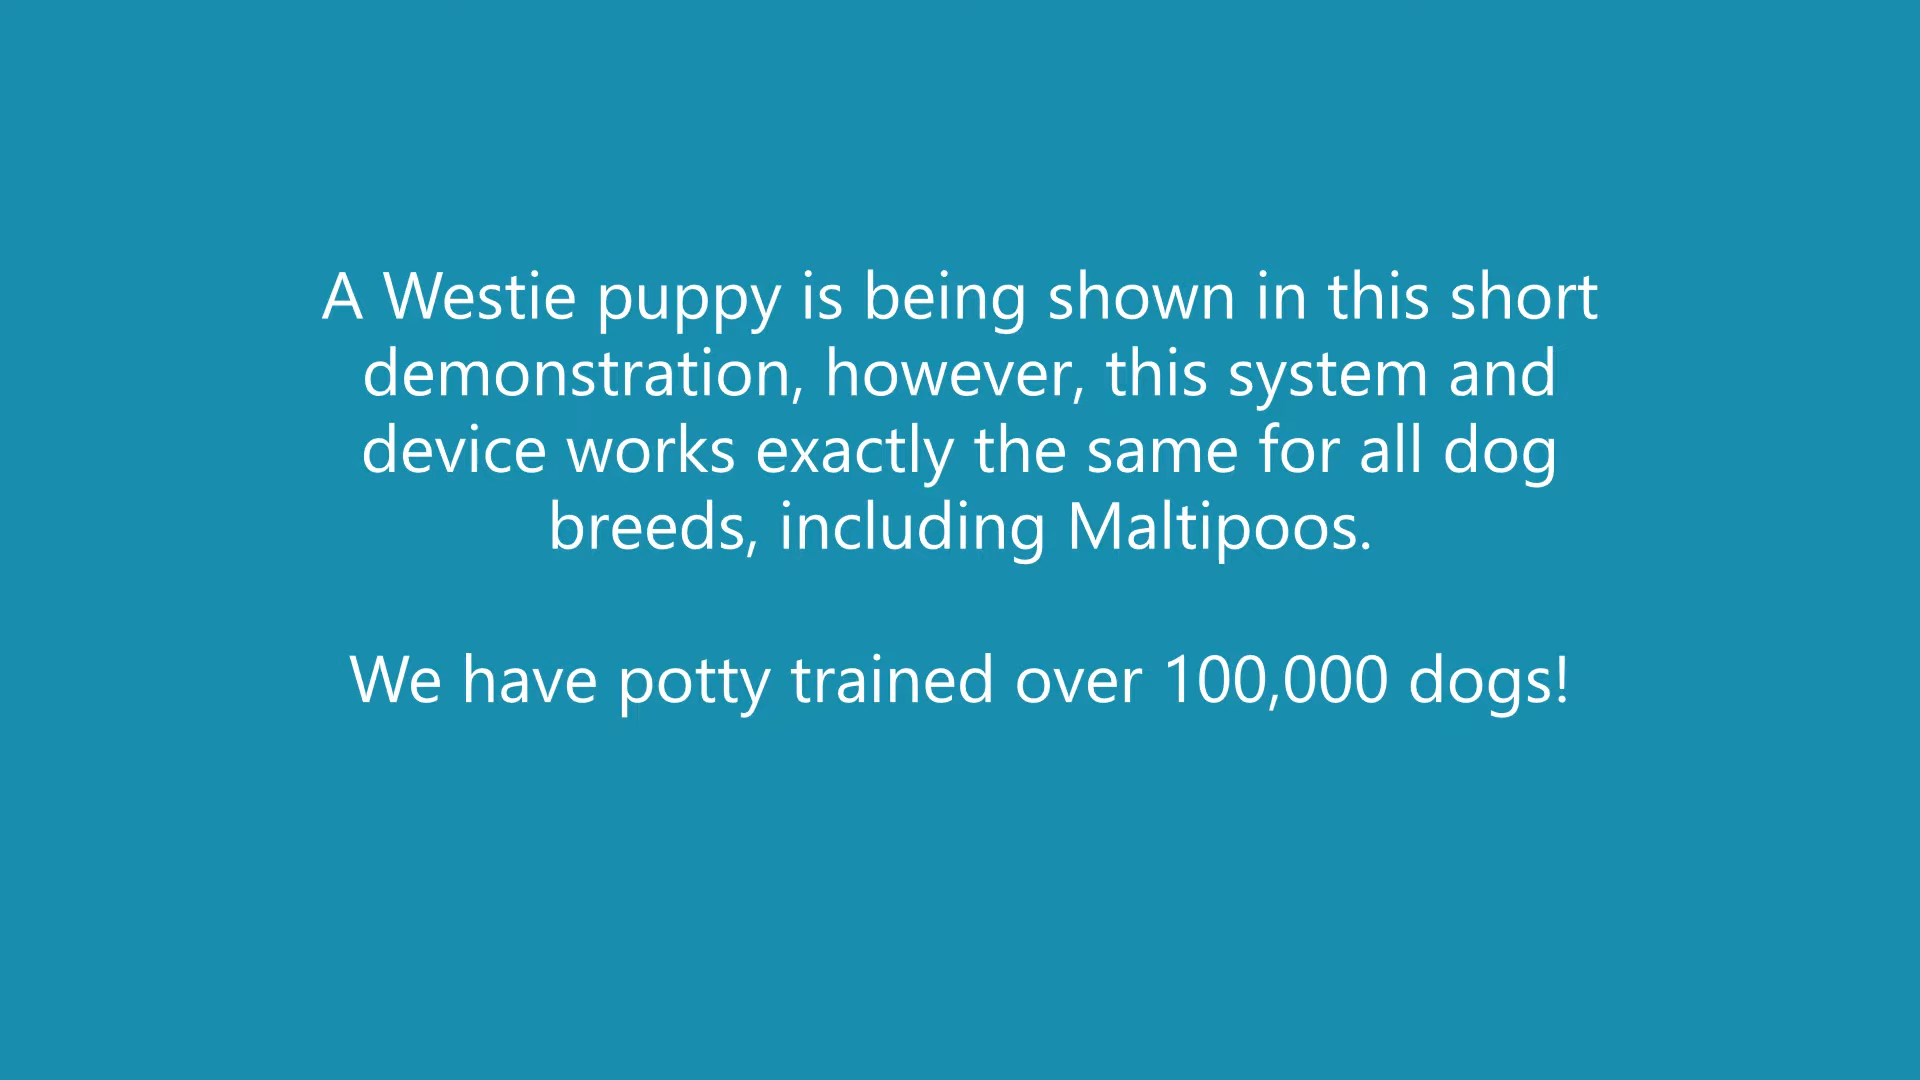 A Westie puppy is being shown in this short
demonstration, however, this system and
device works exactly the same for all dog
breeds, including Maltipoos.
We have potty trained over 100,000 dogs!